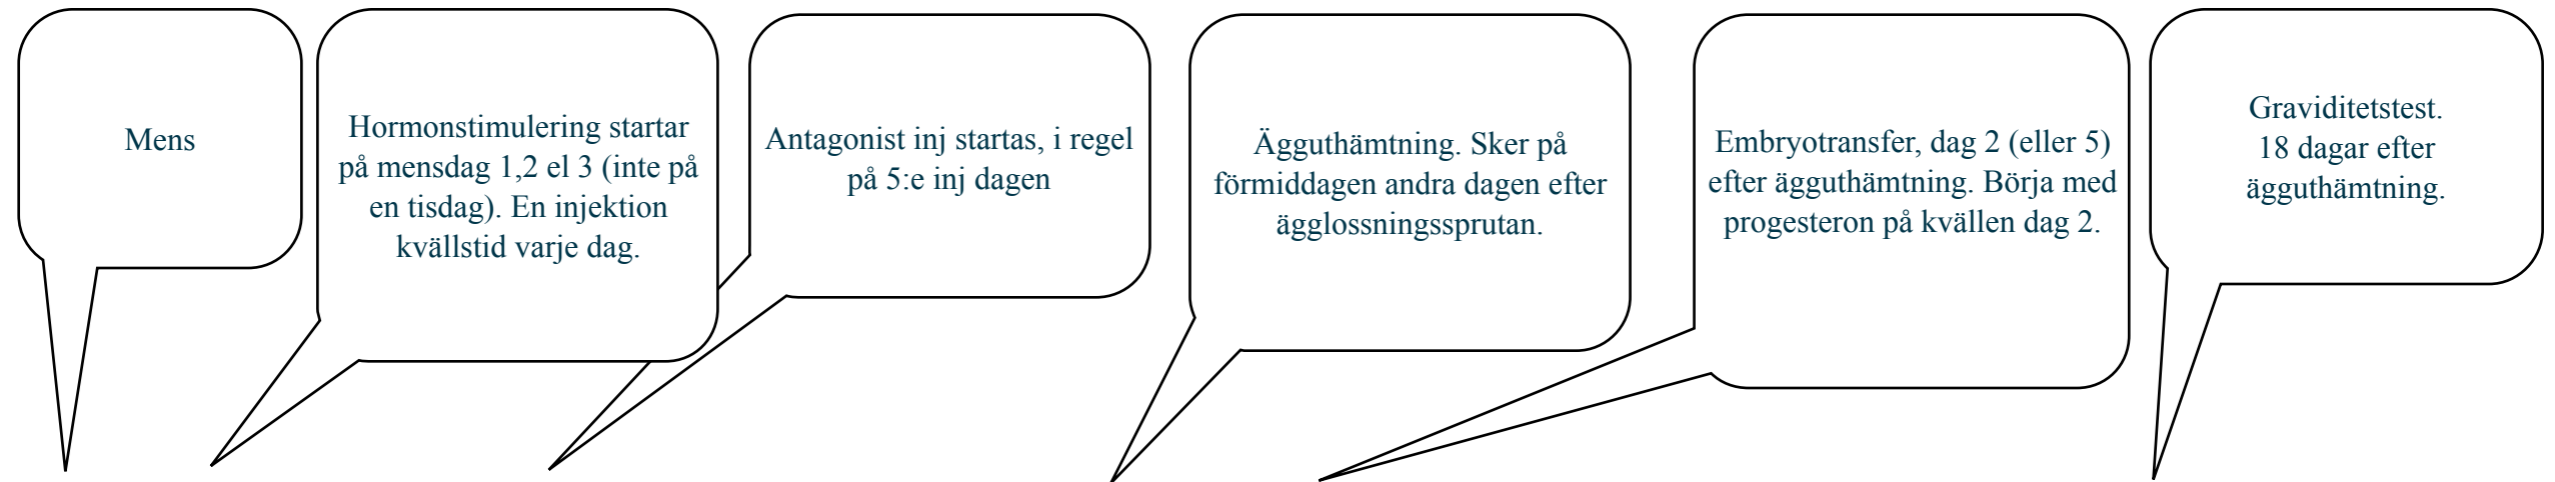 Mens
Hormonstimulering startar
på mensdag 1,2 el 3 (inte på
en tisdag). En injektion
kvällstid varje dag.
Antagonist inj startas, i regel
på 5:e inj dagen
Ägguthämtning. Sker på
förmiddagen andra dagen efter
ägglossningssprutan.
Embryotransfer, dag 2 (eller 5)
efter ägguthämtning. Börja med
progesteron på kvällen dag 2.
Graviditetstest.
18 dagar efter
ägguthämtning.